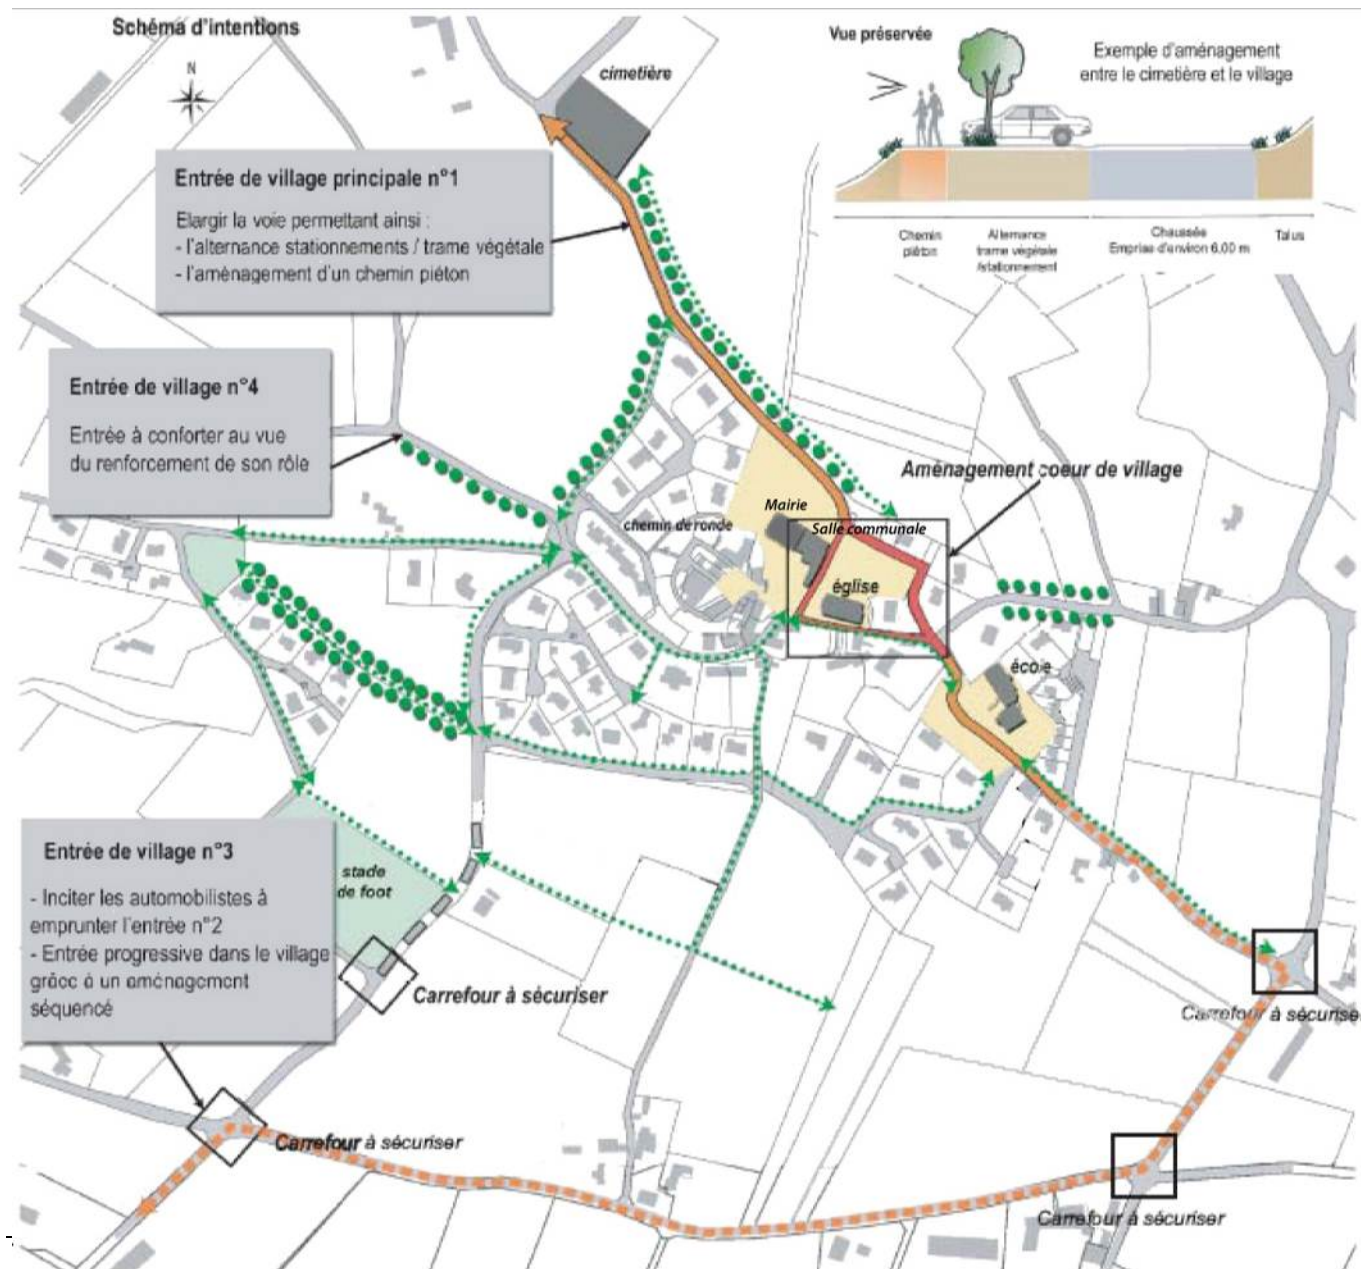 Schéma d'intentions
N
cimetière
Vue préservée
Exemple d'aménagement
entre le cimetière et le village
Chemin
piéton
Alternance
trame végétale
/stationnement
Chaussée
Emprise d'environ 6,00 m
Talus
Entrée de village principale n°1
Elargir la voie permettant ainsi :
- l'alternance stationnements / trame végétale
- l'aménagement d'un chemin piéton
Entrée de village n°4
Entrée à conforter au vue
du renforcement de son rôle
Aménagement coeur de village
Mairie
chemin de ronde
Salle communale
église
école
Entrée de village n°3
- Inciter les automobilistes à
emprunter l'entrée n°2
- Entrée progressive dans le village
grâce à un aménagement
séquencé
stade
de foot
Carrefour à sécuriser
Carrefour à sécurise
Carrefour à sécuriser
Carrefour à sécuriser